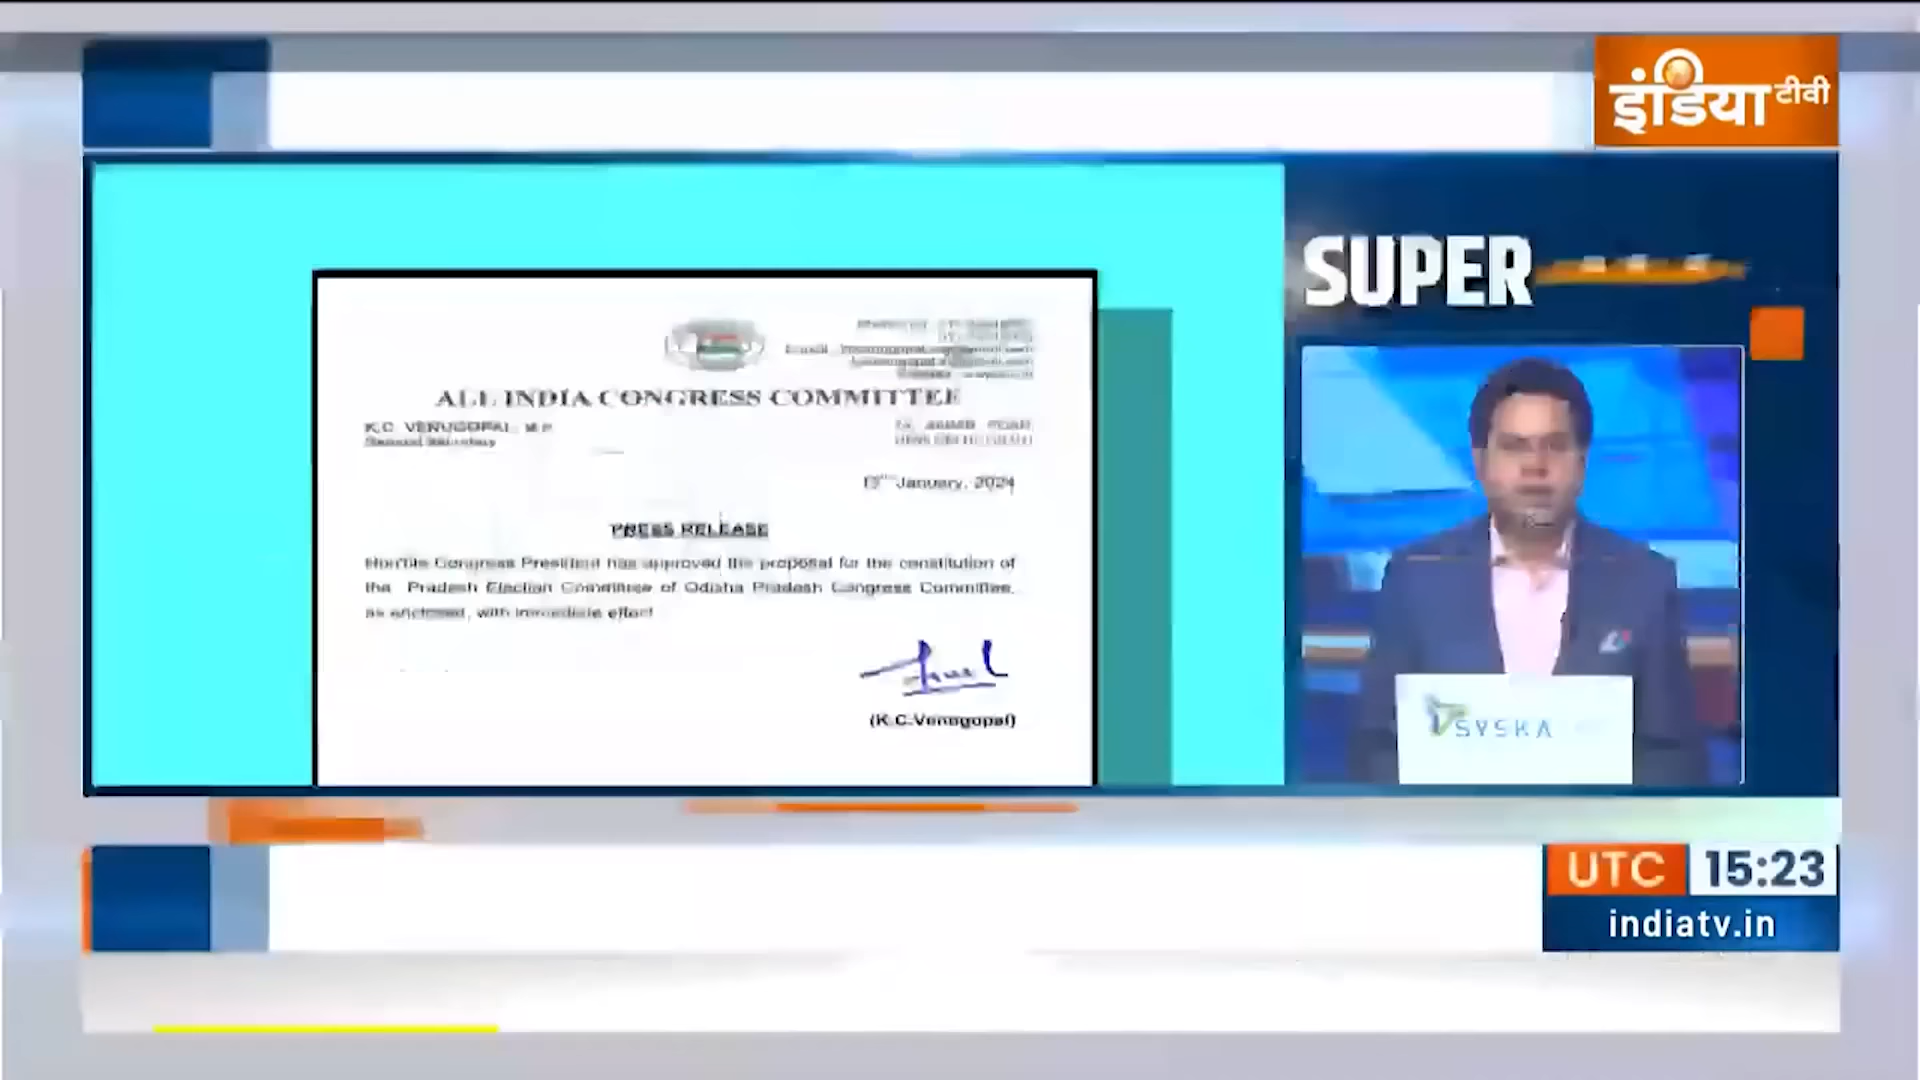 इंडिया टीवी
SUPER
ALL INDIA CONGRESS COMMITTEE
K.C. VENUGOPAL, M.P.
General Secretary
January, 2024
PRESS RELEASE
Hon'ble Congress President has approved the proposal for the constitution of
the Pradesh Election Committee of Odisha Pradesh Congress Committee,
as enclosed, with immediate effect
(K.C.Venugopal)
SYSKA
UTC 15:23
indiatv.in